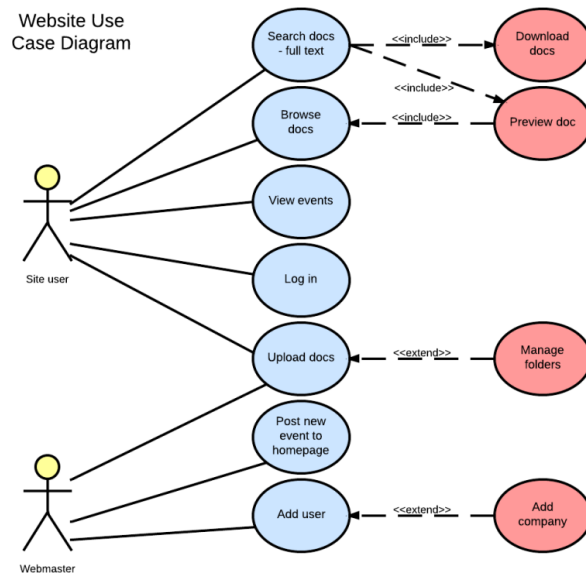 Website Use
Case Diagram
Search docs
- full text
<<include>>
Download
docs
<<include>>
Browse
docs
<<include>>
Preview doc
View events
Site user
Log in
Upload docs
<<extend>>
Manage
folders
Post new
event to
homepage
Add user
<<extend>>
Add
company
Webmaster